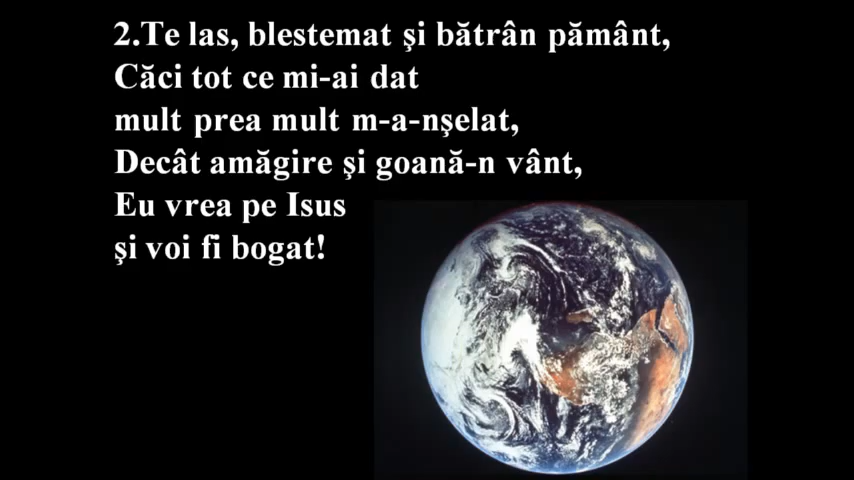 2.Te las, blestemat şi bătrân pământ,
Căci tot ce mi-ai dat
mult prea mult m-a-nşelat,
Decât amăgire şi goană-n vânt,
Eu vrea pe Isus
şi voi fi bogat!